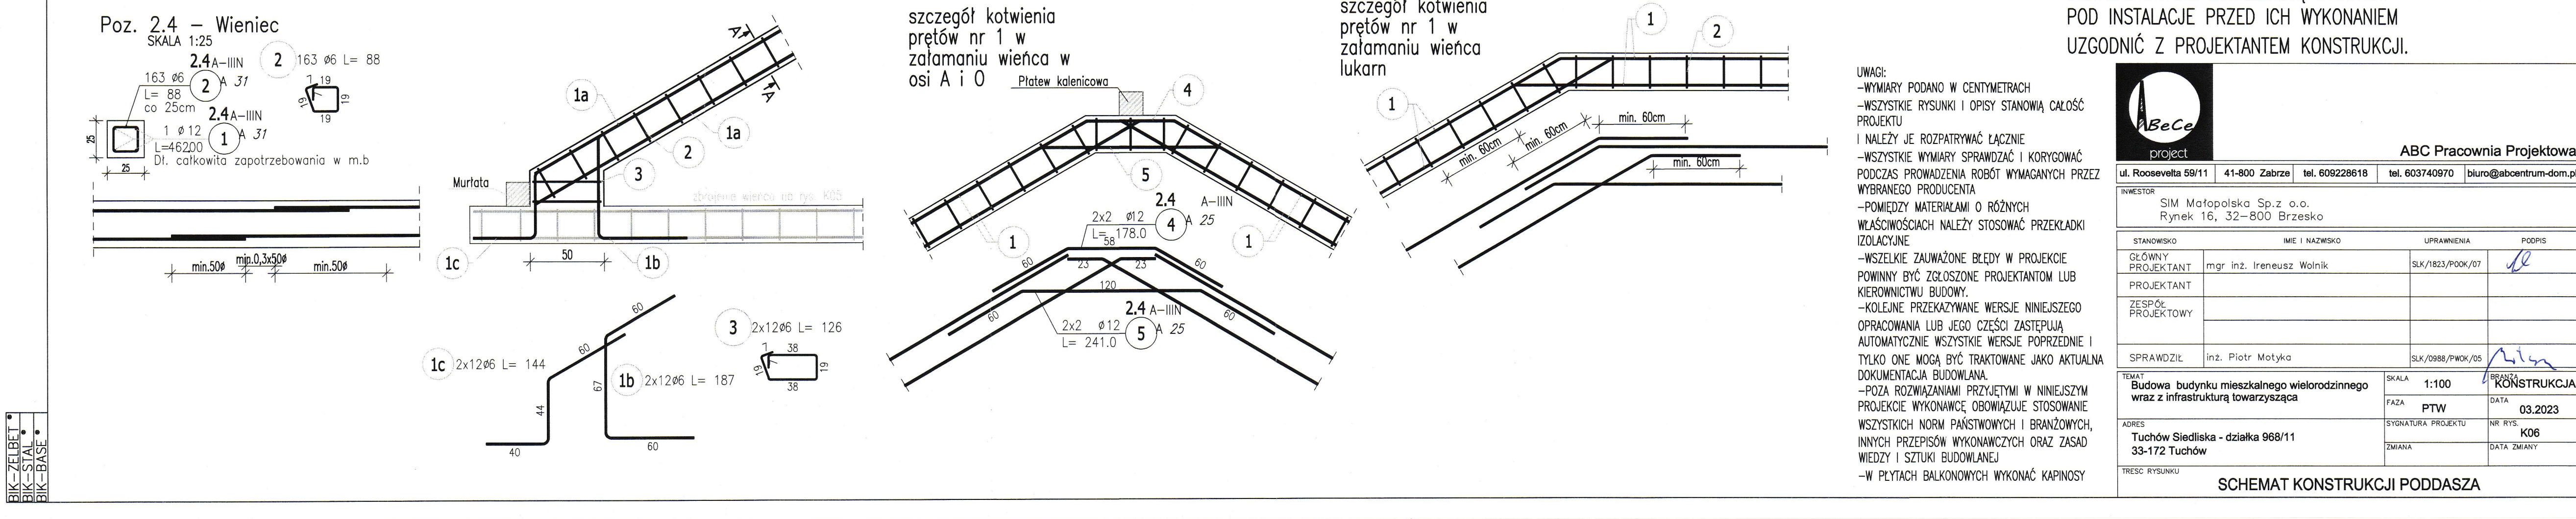 Poz. 2.4 – Wieniec
SKALA 1:25
2.4 A-IIIN
163 ø6
2
A 31
L= 88
co 25cm
2.4 A-IIIN
1 ø12
1
A 31
L=46200
Dł. całkowita zapotrzebowania w m.b
25
25
2
163 ø6 L= 88
7
19
19
19
19
min.50ø
min.0,3x50ø
min.50ø
A
A
1a
1a
2
3
Murłata
zbrojenie wieńca na rys. K05
1c
50
1b
60
60
67
44
40
60
1c
2x12ø6 L= 144
1b
2x12ø6 L= 187
3
2x12ø6 L= 126
7
38
19
19
38
szczegół kotwienia
prętów nr 1 w
załamaniu wieńca w
osi A i O
Płatew kalenicowa
4
5
1
1
2.4 A-IIIN
2x2 ø12
4
A 25
L= 178.0
58
60
23
23
60
120
60
60
2.4 A-IIIN
2x2 ø12
5
A 25
L= 241.0
szczegół kotwienia
prętów nr 1 w
załamaniu wieńca
lukarn
1
2
1
min. 60cm
min. 60cm
min. 60cm
min. 60cm
POD INSTALACJE PRZED ICH WYKONANIEM
UZGODNIĆ Z PROJEKTANTEM KONSTRUKCJI.
UWAGI:
-WYMIARY PODANO W CENTYMETRACH
-WSZYSTKIE RYSUNKI I OPISY STANOWIĄ CAŁOŚĆ
PROJEKTU
I NALEŻY JE ROZPATRYWAĆ ŁĄCZNIE
-WSZYSTKIE WYMIARY SPRAWDZAĆ I KORYGOWAĆ
PODCZAS PROWADZENIA ROBÓT WYMAGANYCH PRZEZ
WYBRANEGO PRODUCENTA
-POMIĘDZY MATERIAŁAMI O RÓŻNYCH
WŁAŚCIWOŚCIACH NALEŻY STOSOWAĆ PRZEKŁADKI
IZOLACYJNE
-WSZELKIE ZAUWAŻONE BŁĘDY W PROJEKCIE
POWINNY BYĆ ZGŁOSZONE PROJEKTANTOM LUB
KIEROWNICTWU BUDOWY.
-KOLEJNE PRZEKAZYWANE WERSJE NINIEJSZEGO
OPRACOWANIA LUB JEGO CZĘŚCI ZASTĘPUJĄ
AUTOMATYCZNIE WSZYSTKIE WERSJE POPRZEDNIE I
TYLKO ONE MOGĄ BYĆ TRAKTOWANE JAKO AKTUALNA
DOKUMENTACJA BUDOWLANA.
-POZA ROZWIĄZANIAMI PRZYJĘTYMI W NINIEJSZYM
PROJEKCIE WYKONAWCĘ OBOWIĄZUJE STOSOWANIE
WSZYSTKICH NORM PAŃSTWOWYCH I BRANŻOWYCH,
INNYCH PRZEPISÓW WYKONAWCZYCH ORAZ ZASAD
WIEDZY I SZTUKI BUDOWLANEJ
-W PŁYTACH BALKONOWYCH WYKONAĆ KAPINOSY
ABeCe
project
ABC Pracownia Projektowa
ul. Roosevelta 59/11
41-800 Zabrze
tel. 609228618
tel. 603740970
biuro@abcentrum-dom.pl
INWESTOR
SIM Małopolska Sp.z o.o.
Rynek 16, 32-800 Brzesko
STANOWISKO
IMIE I NAZWISKO
UPRAWNIENIA
PODPIS
GŁÓWNY
PROJEKTANT
mgr inż. Ireneusz Wolnik
SLK/1823/POOK/07
PROJEKTANT
ZESPÓŁ
PROJEKTOWY
SPRAWDZIŁ
inż. Piotr Motyka
SLK/0988/PWOK/05
TEMAT
Budowa budynku mieszkalnego wielorodzinnego
wraz z infrastrukturą towarzysząca
SKALA
1:100
BRANŻA
KONSTRUKCJA
FAZA
PTW
DATA
03.2023
ADRES
Tuchów Siedliska - działka 968/11
33-172 Tuchów
SYGNATURA PROJEKTU
NR RYS.
K06
ZMIANA
DATA ZMIANY
TRESC RYSUNKU
SCHEMAT KONSTRUKCJI PODDASZA
BIK-ZELBET
BIK-STAL
BIK-BASE